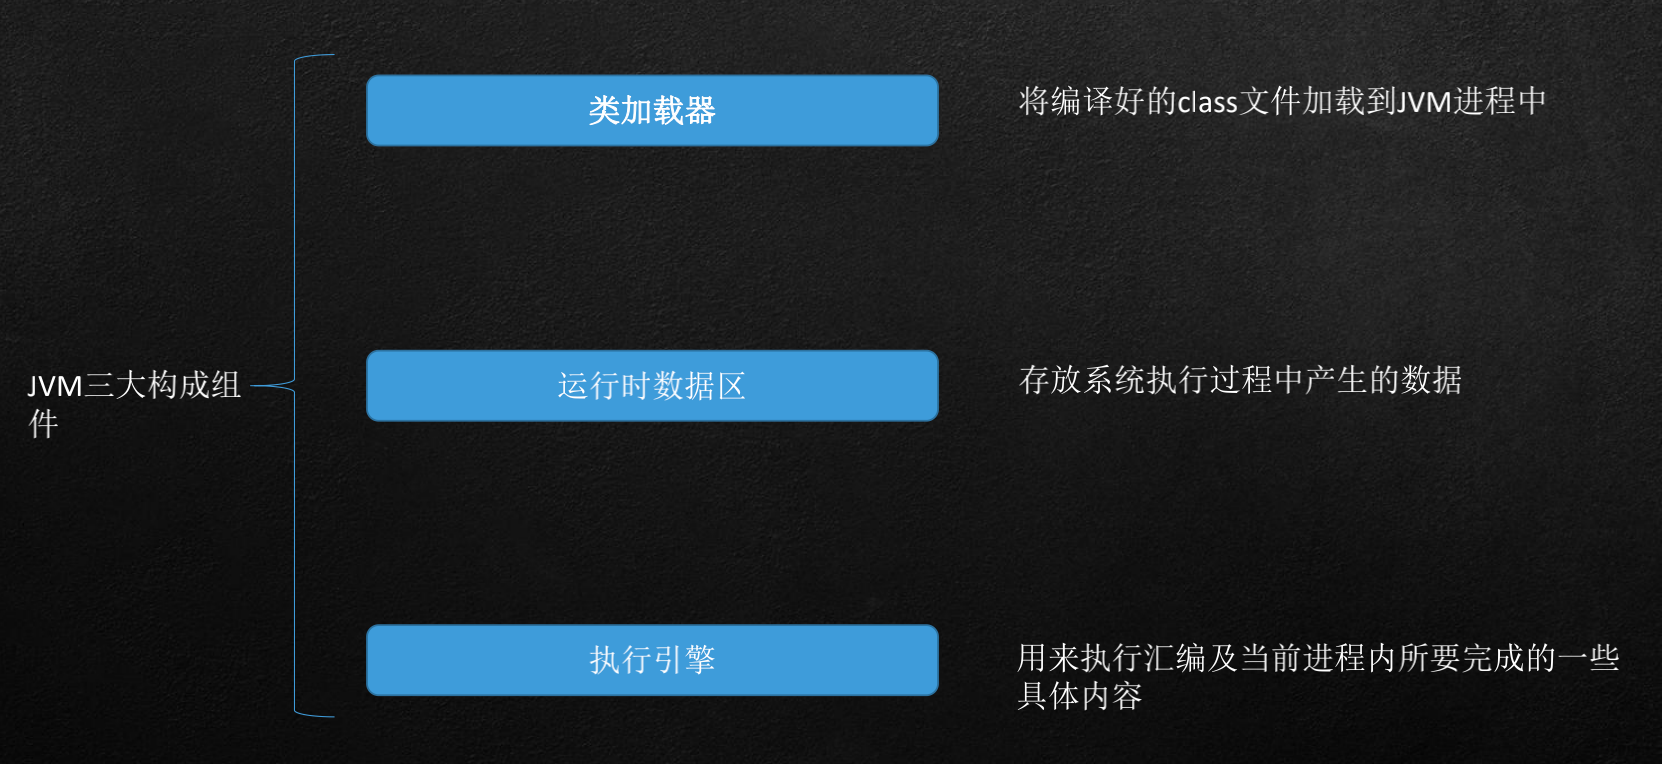 类加载器
将编译好的class文件加载到JVM进程中
JVM三大构成组
件
运行时数据区
存放系统执行过程中产生的数据
执行引擎
用来执行汇编及当前进程内所要完成的一些
具体内容